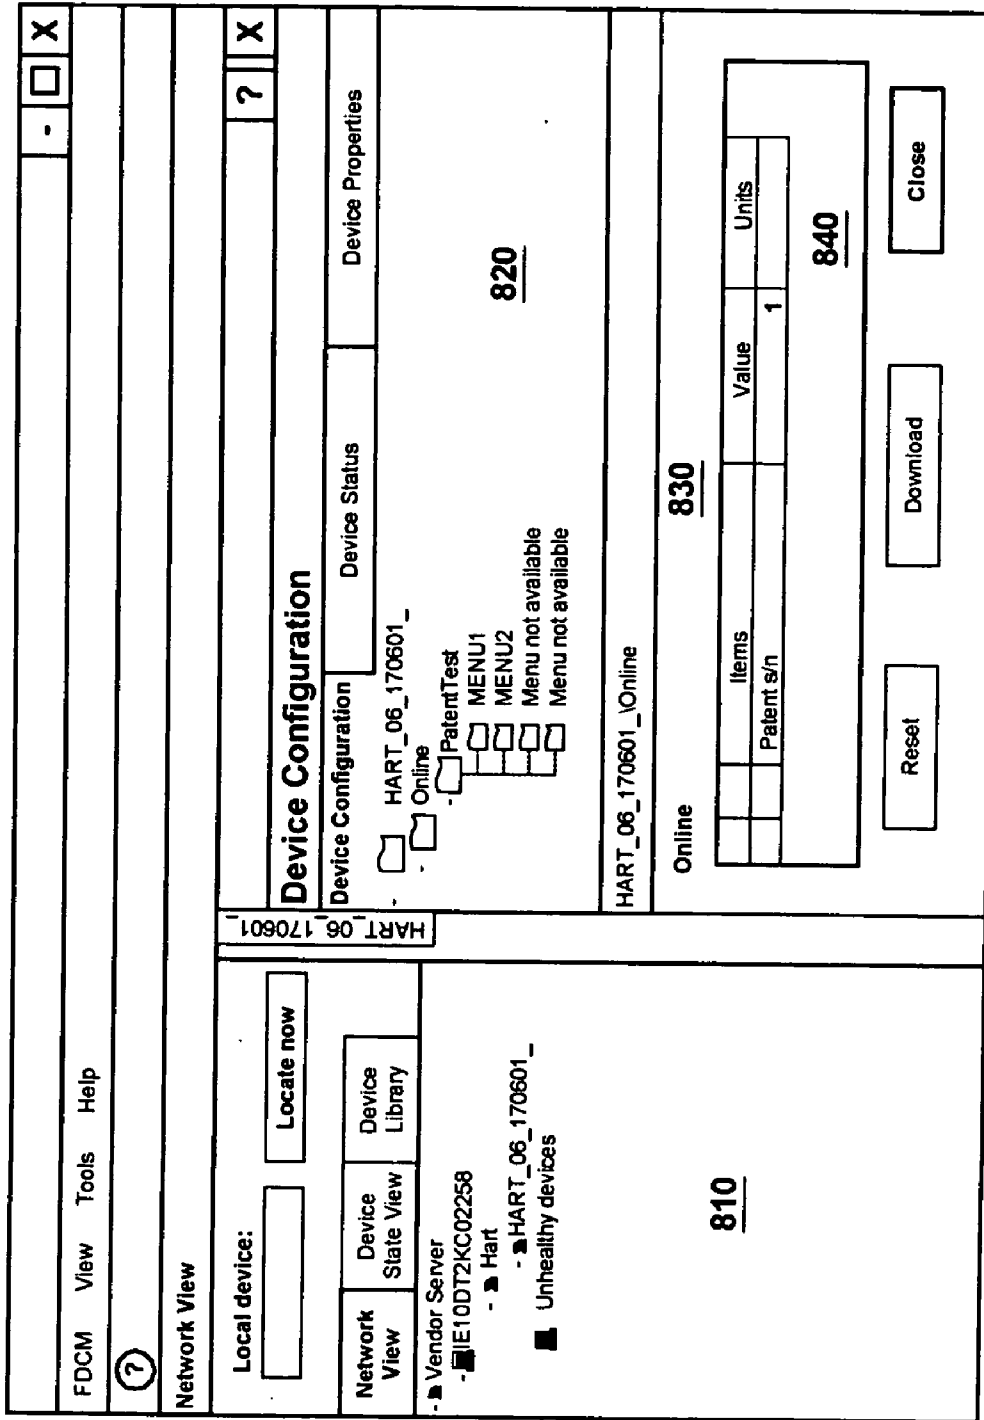 - X
FDCM View Tools Help
?
Network View
? X
Local device:
Locate now
Network View
Device State View
Device Library
- Vendor Server
- IE10DT2KC02258
- Hart
- HART_06_170601_
Unhealthy devices
810
HART_06_170601_
Device Configuration
Device Configuration
Device Status
Device Properties
- HART_06_170601_
- Online
- PatentTest
MENU1
MENU2
Menu not available
Menu not available
820
HART_06_170601_\Online
Online
830
Items Value Units
Patent s/n 1
840
Reset
Download
Close